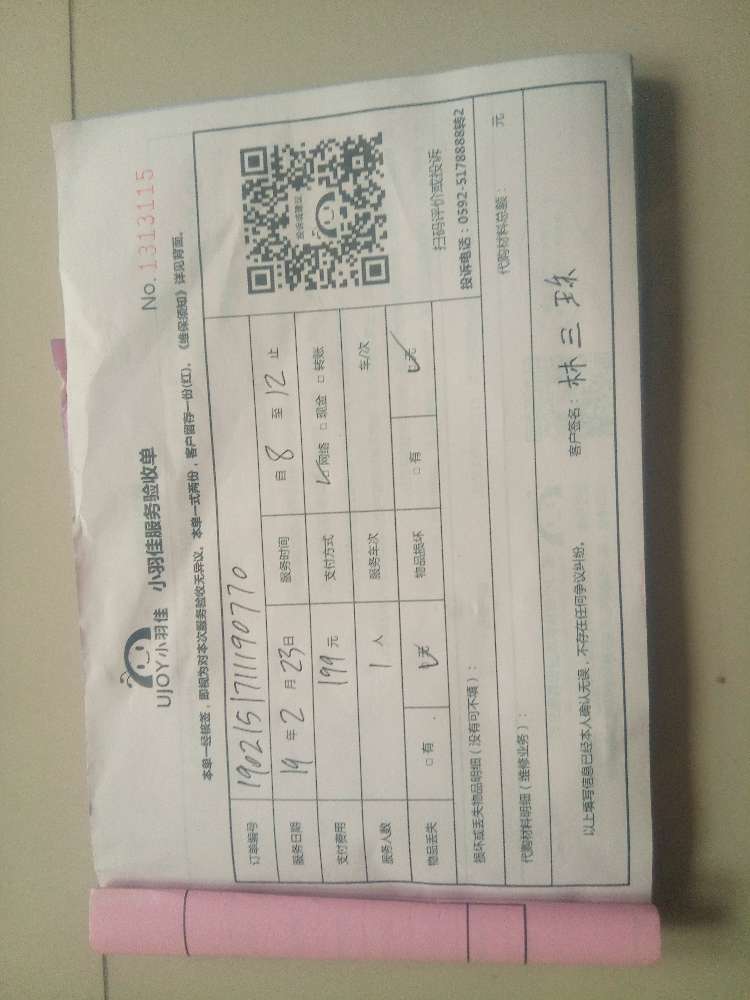 UJOY小羽佳 小羽佳服务验收单
No.1313115
本单一经核签，即视为对本次服务验收无异议。本单一式两份，客户留存一份(红)，《维保须知》详见背面。
订单编号 1902151711190770
服务日期 19 年 2 月 23 日 服务时间 自 8 至 12 止
支付费用 199 元 支付方式 ☑网络 □现金 □转账
服务人数 1 人 服务车次 车/次
物品丢失 □有 ☑无 物品损坏 □有 ☑无
投诉或建议
扫码评价或投诉
投诉电话：0592-5178888转2
损坏或丢失物品明细（没有可不填）：
代购材料明细（维修业务）： 代购材料总额： 元
以上填写信息已经本人确认无误，不存在任何争议纠纷。 客户签名：林三珠